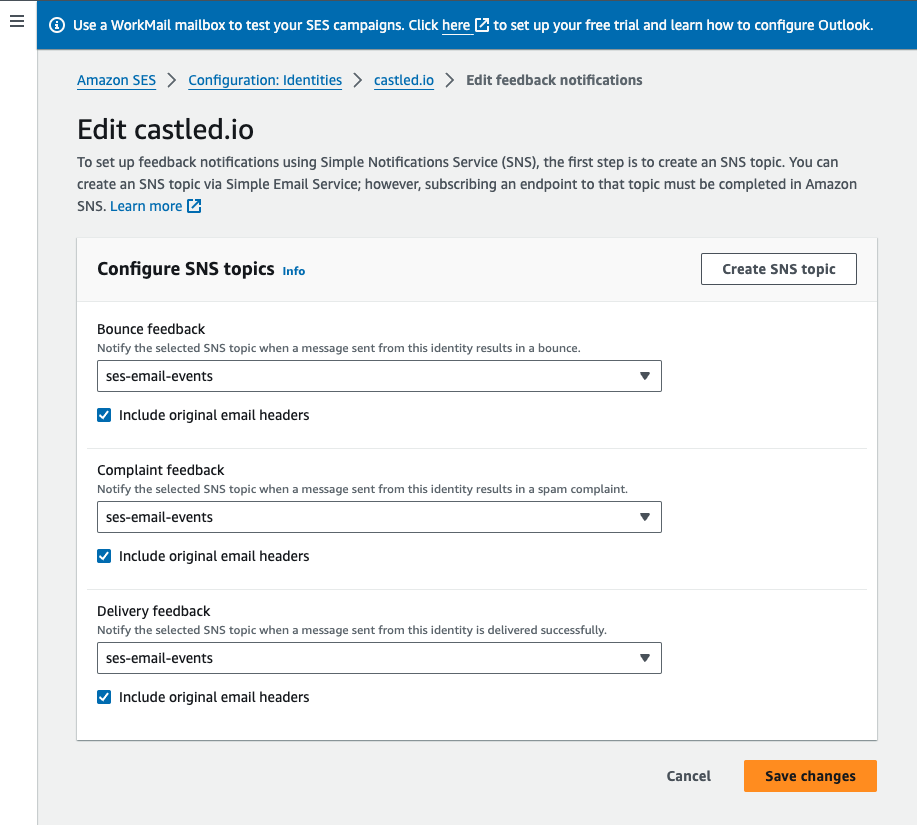 Use a WorkMail mailbox to test your SES campaigns. Click here to set up your free trial and learn how to configure Outlook.
Amazon SES > Configuration: Identities > castled.io > Edit feedback notifications
Edit castled.io
To set up feedback notifications using Simple Notifications Service (SNS), the first step is to create an SNS topic. You can
create an SNS topic via Simple Email Service; however, subscribing an endpoint to that topic must be completed in Amazon
SNS. Learn more
Configure SNS topics Info
Create SNS topic
Bounce feedback
Notify the selected SNS topic when a message sent from this identity results in a bounce.
ses-email-events
Include original email headers
Complaint feedback
Notify the selected SNS topic when a message sent from this identity results in a spam complaint.
ses-email-events
Include original email headers
Delivery feedback
Notify the selected SNS topic when a message sent from this identity is delivered successfully.
ses-email-events
Include original email headers
Cancel
Save changes